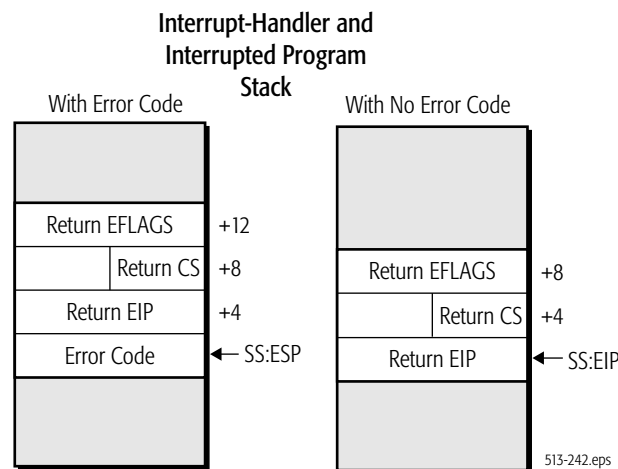 Interrupt-Handler and
Interrupted Program
Stack
With Error Code
Return EFLAGS +12
Return CS +8
Return EIP +4
Error Code SS:ESP
With No Error Code
Return EFLAGS +8
Return CS +4
Return EIP SS:EIP
513-242.eps